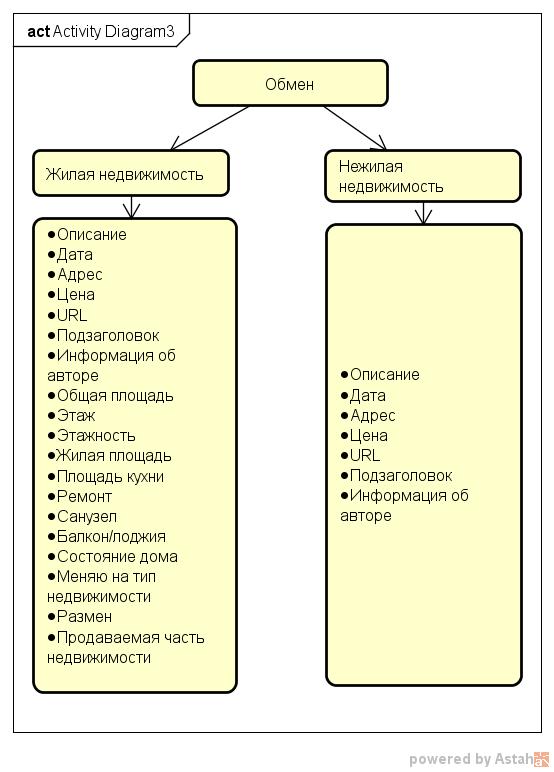 act Activity Diagram3
Обмен
Жилая недвижимость
Нежилая
недвижимость
●Описание
●Дата
●Адрес
●Цена
●URL
●Подзаголовок
●Информация об
авторе
●Общая площадь
●Этаж
●Этажность
●Жилая площадь
●Площадь кухни
●Ремонт
●Санузел
●Балкон/лоджия
●Состояние дома
●Меняю на тип
недвижимости
●Размен
●Продаваемая часть
недвижимости
●Описание
●Дата
●Адрес
●Цена
●URL
●Подзаголовок
●Информация об
авторе
powered by Astah